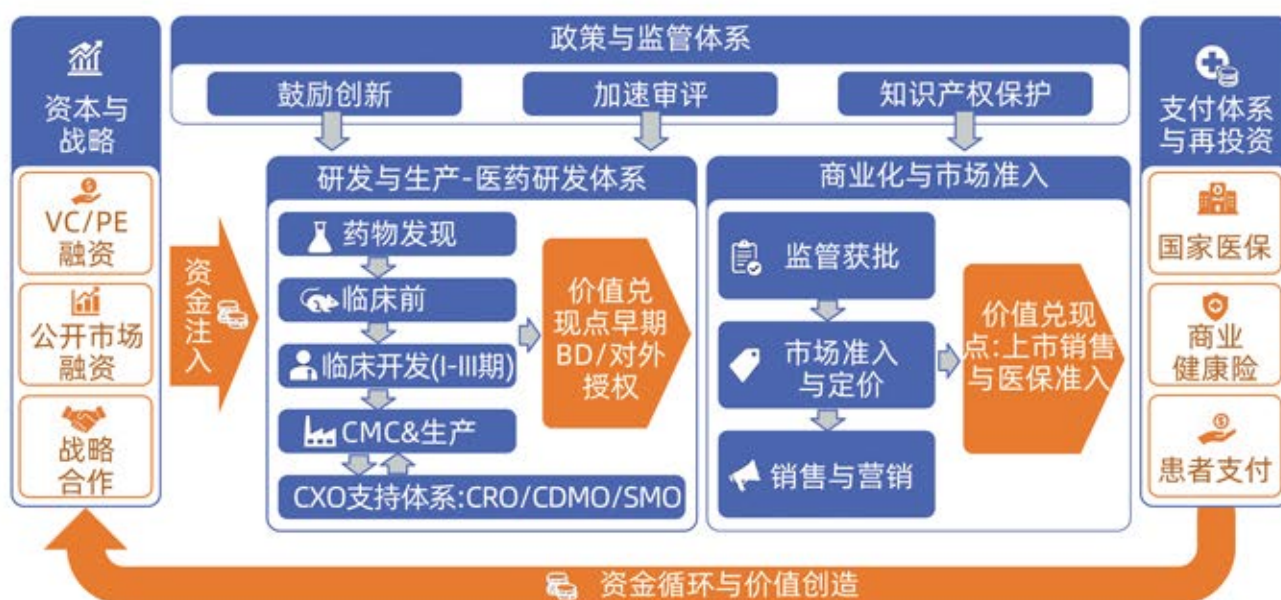 资本与
战略
VC/PE
融资
公开市场
融资
战略
合作
政策与监管体系
鼓励创新
加速审评
知识产权保护
资金注入
研发与生产-医药研发体系
药物发现
临床前
临床开发(I-III期)
CMC&生产
CXO支持体系:CRO/CDMO/SMO
价值兑
现点早期
BD/对外
授权
商业化与市场准入
监管获批
市场准入
与定价
销售与营销
价值兑现
点:上市销售
与医保准入
支付体系
与再投资
国家医保
商业
健康险
患者支付
资金循环与价值创造